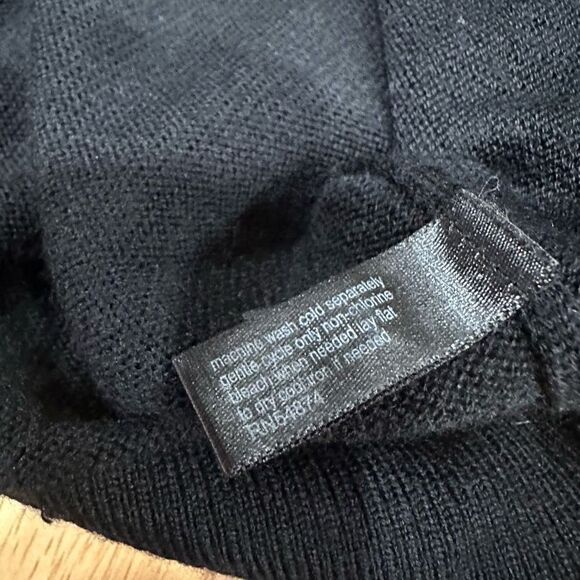 machine wash cold separately
gentle cycle only non-chlorine
bleach when needed lay flat
to dry cool iron if needed
RN54874